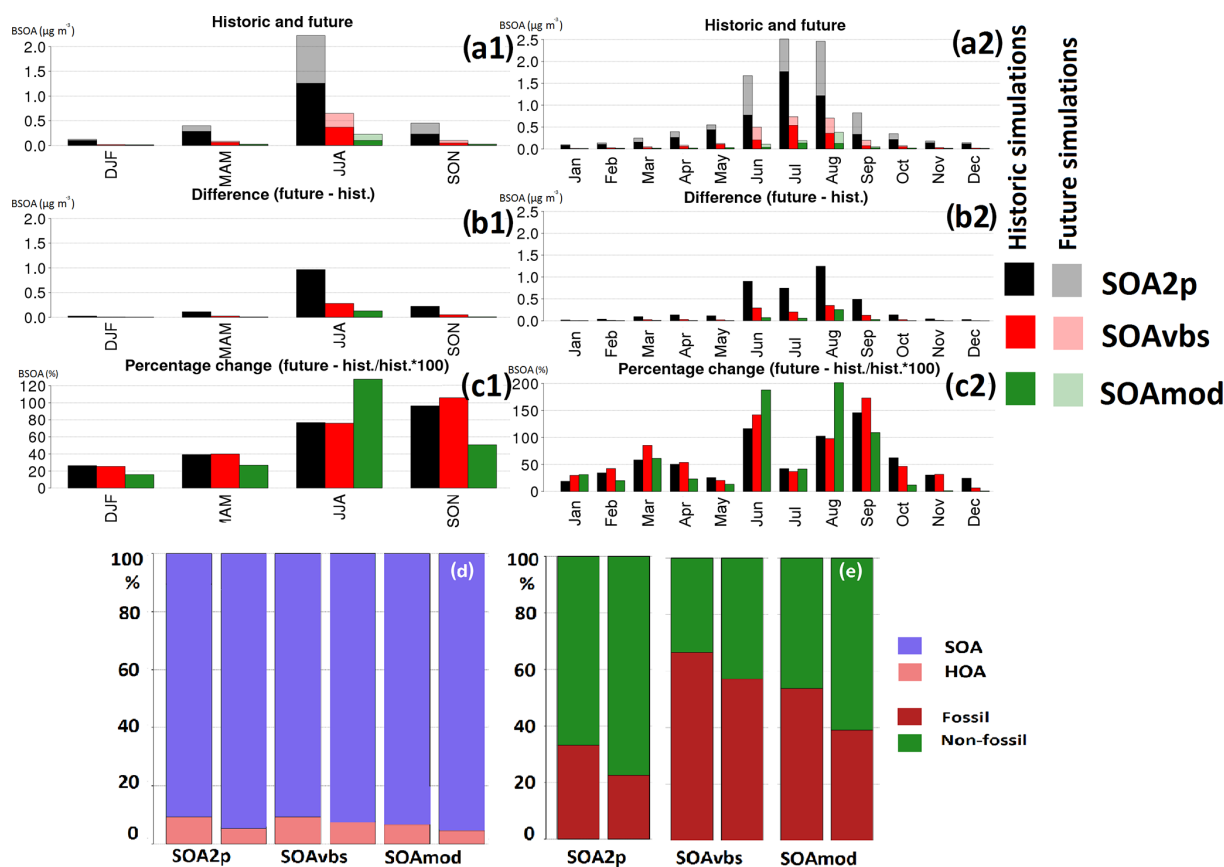 Historic and future
BSOA (µg m⁻³)
(a1)
2.0
1.5
1.0
0.5
0.0
DJF
MAM
JJA
SON
Difference (future - hist.)
BSOA (µg m⁻³)
(b1)
2.0
1.5
1.0
0.5
0.0
DJF
MAM
JJA
SON
Percentage change (future - hist./hist.*100)
BSOA (%)
(c1)
120
100
80
60
40
20
0
DJF
MAM
JJA
SON
Historic and future
BSOA (µg m⁻³)
(a2)
2.5
2.0
1.5
1.0
0.5
0.0
Jan
Feb
Mar
Apr
May
Jun
Jul
Aug
Sep
Oct
Nov
Dec
Difference (future - hist.)
BSOA (µg m⁻³)
(b2)
2.5
2.0
1.5
1.0
0.5
0.0
Jan
Feb
Mar
Apr
May
Jun
Jul
Aug
Sep
Oct
Nov
Dec
Percentage change (future - hist./hist.*100)
BSOA (%)
(c2)
200
150
100
50
0
Jan
Feb
Mar
Apr
May
Jun
Jul
Aug
Sep
Oct
Nov
Dec
Historic simulations
Future simulations
SOA2p
SOAvbs
SOAmod
100
%
80
60
40
20
0
(d)
SOA2p
SOAvbs
SOAmod
100
%
80
60
40
20
0
(e)
SOA2p
SOAvbs
SOAmod
SOA
HOA
Fossil
Non-fossil